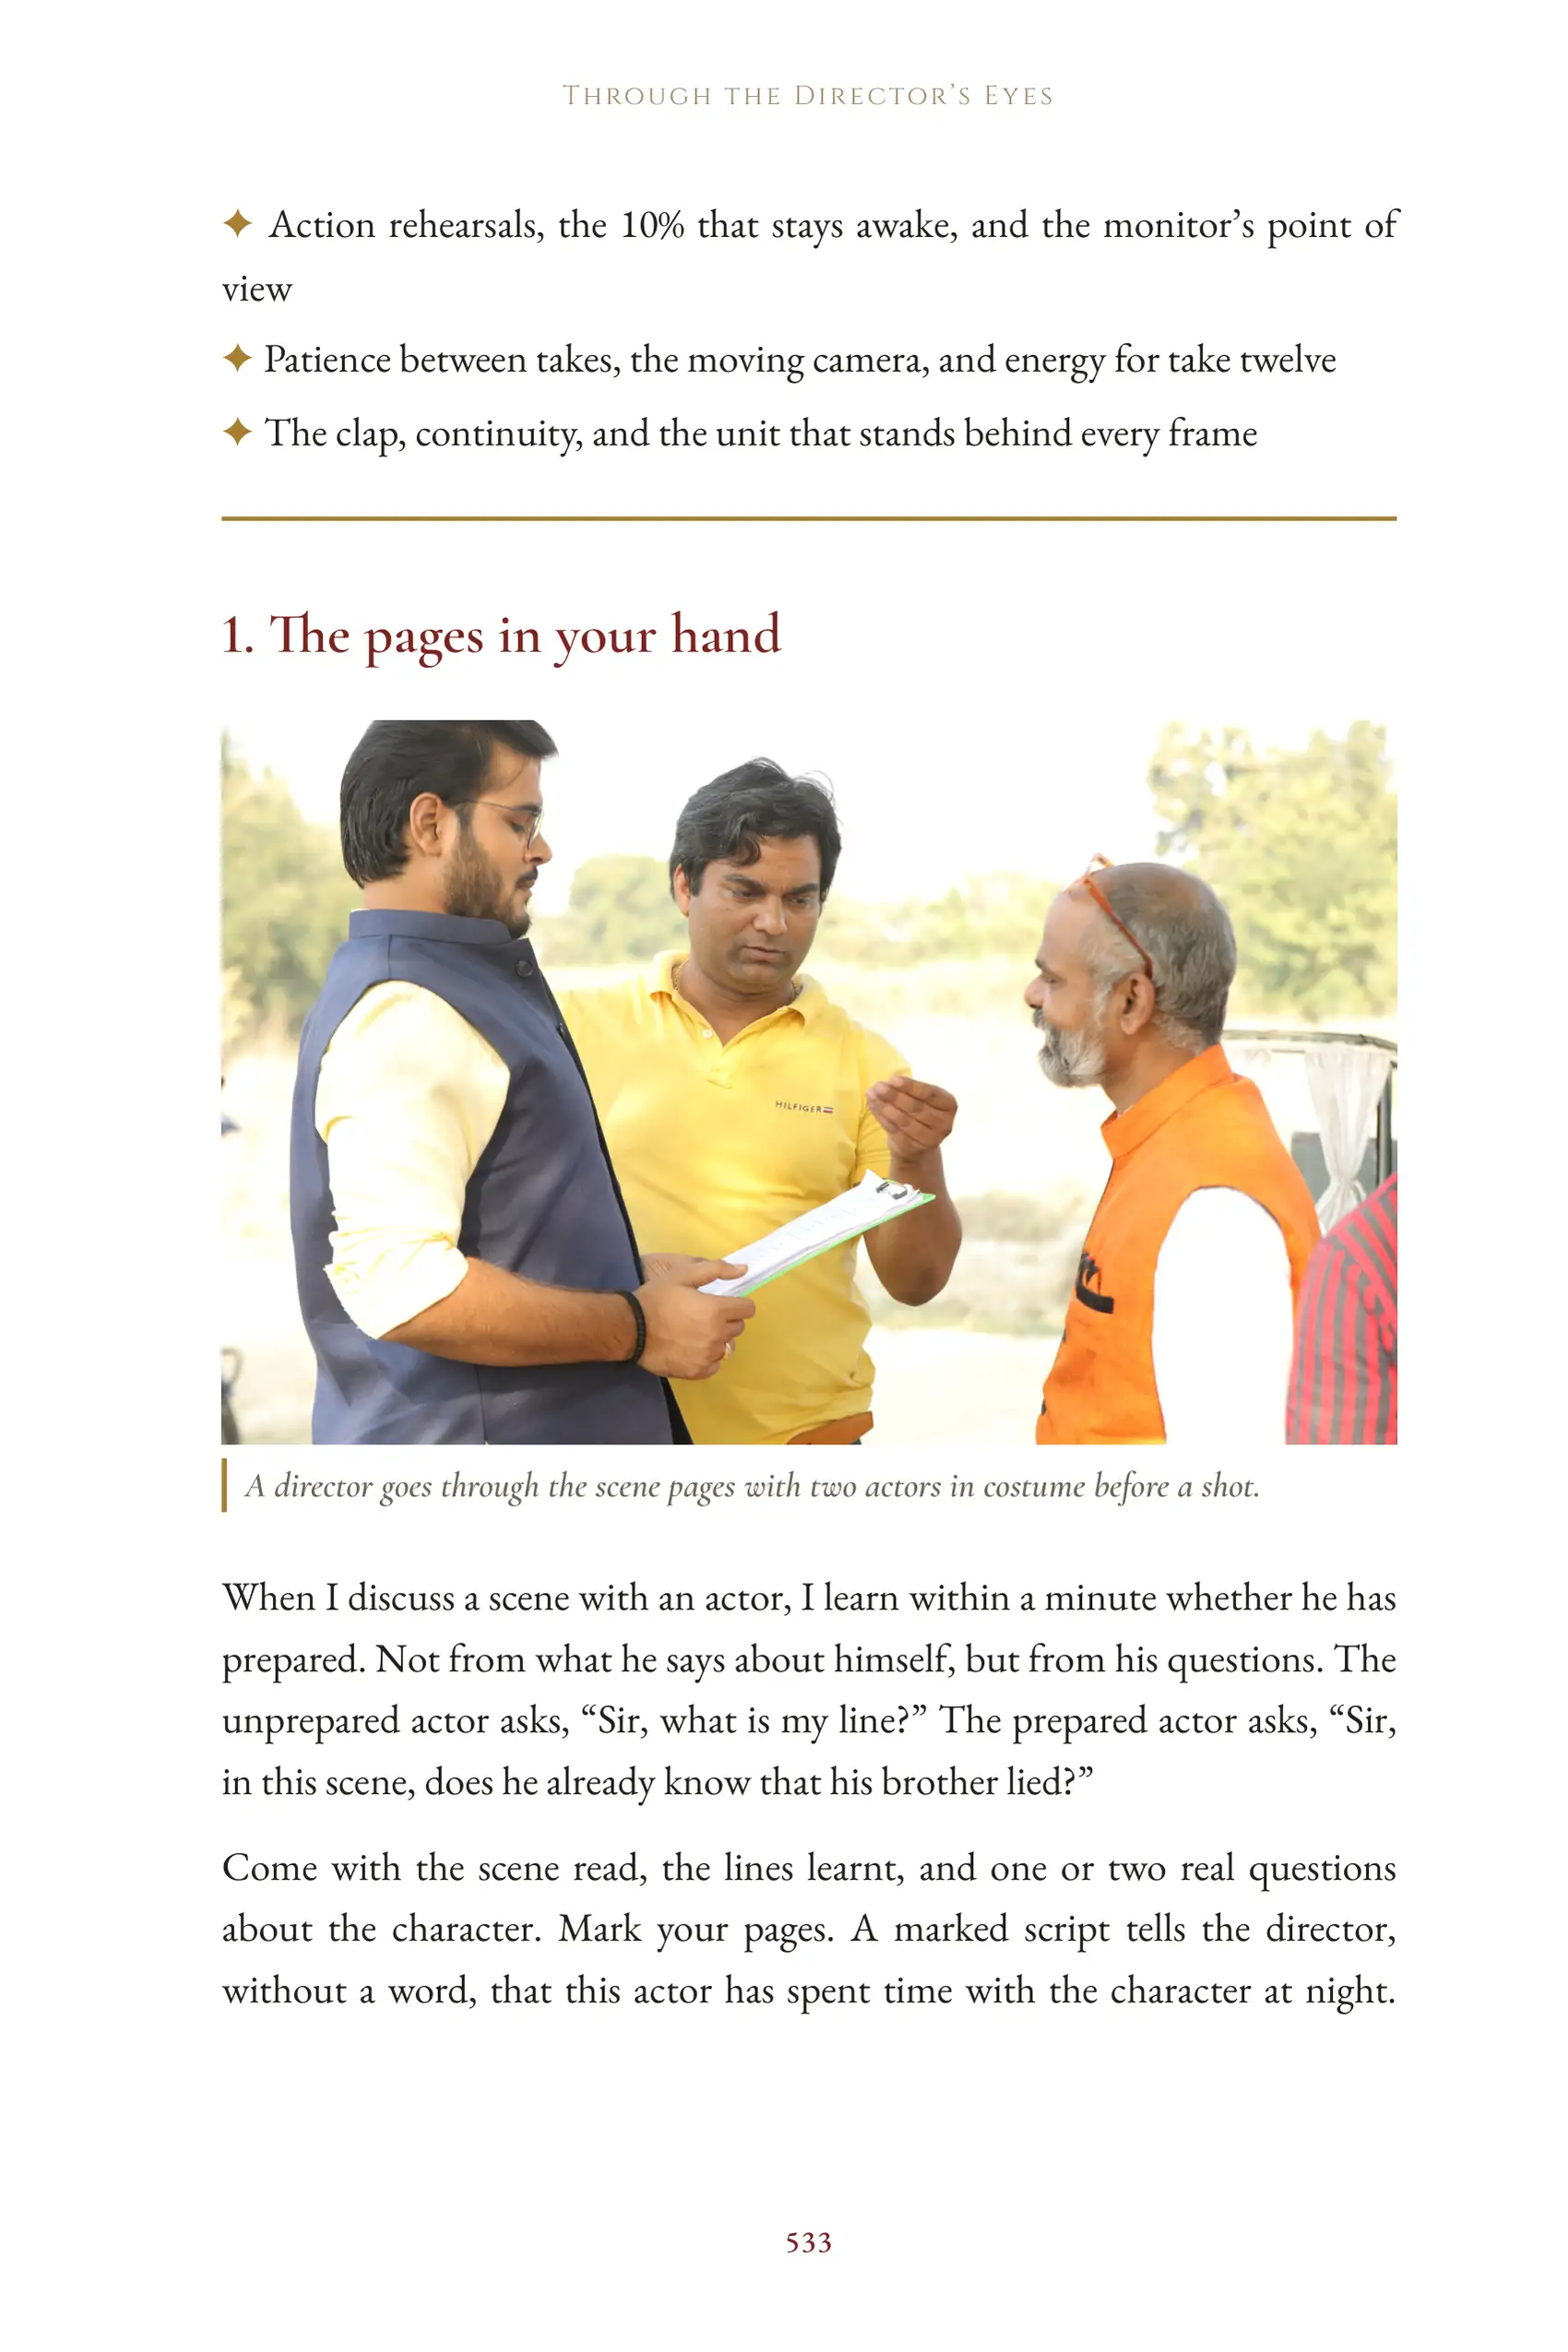 THROUGH THE DIRECTOR’S EYES
✦ Action rehearsals, the 10% that stays awake, and the monitor’s point of
view
✦ Patience between takes, the moving camera, and energy for take twelve
✦ The clap, continuity, and the unit that stands behind every frame
1. The pages in your hand
HILFIGER
A director goes through the scene pages with two actors in costume before a shot.
When I discuss a scene with an actor, I learn within a minute whether he has
prepared. Not from what he says about himself, but from his questions. The
unprepared actor asks, “Sir, what is my line?” The prepared actor asks, “Sir,
in this scene, does he already know that his brother lied?”
Come with the scene read, the lines learnt, and one or two real questions
about the character. Mark your pages. A marked script tells the director,
without a word, that this actor has spent time with the character at night.
533